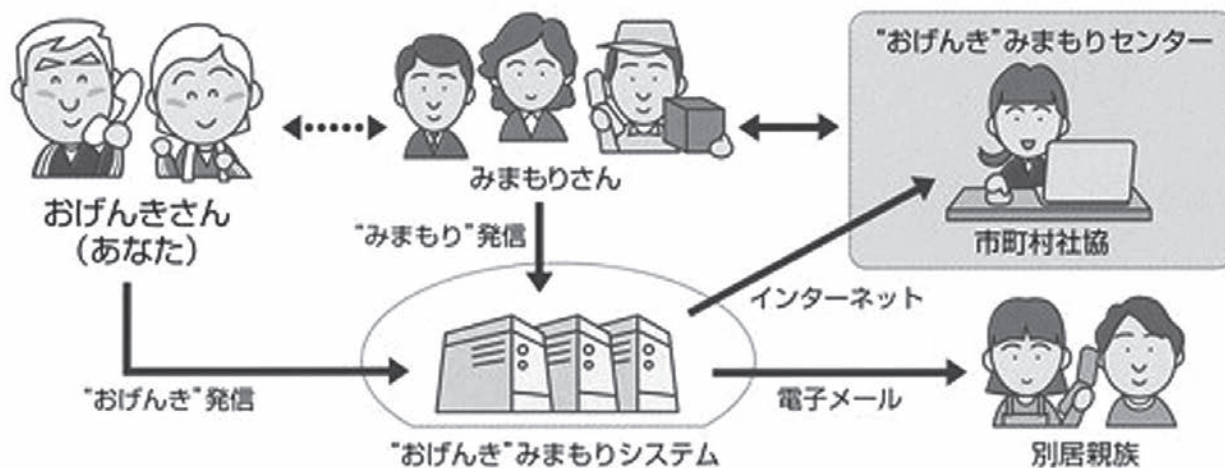 “おげんき”みまもりセンター
みまもりさん
おげんきさん
（あなた）
“みまもり”発信
市町村社協
インターネット
“おげんき”発信
電子メール
“おげんき”みまもりシステム
別居親族